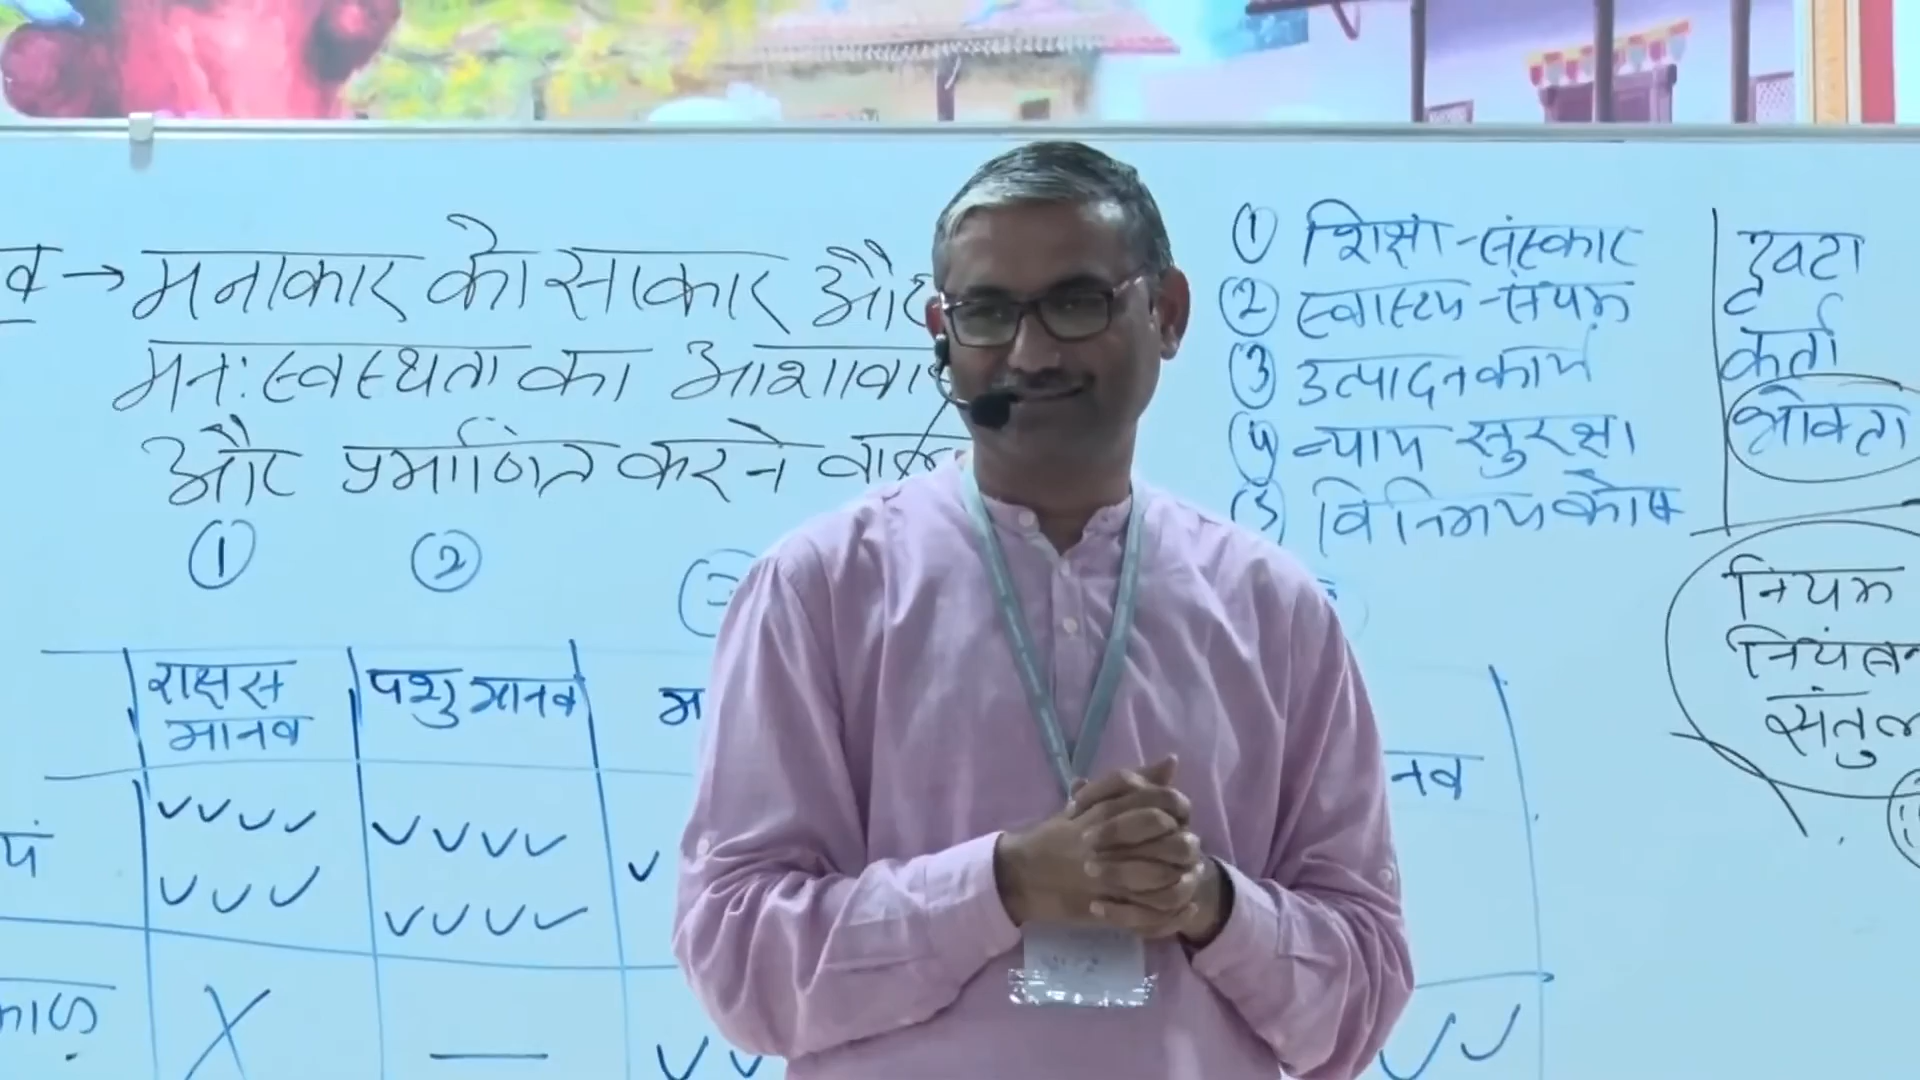 व → मनाकार को साकार और
मनः स्वस्थता का आशावा
और प्रमाणित करने वाल
① ②
① शिक्षा-संस्कार
② स्वास्थ्य-संयम
③ उत्पादन कार्य
④ न्याय सुरक्षा
⑤ विनिमय कोष
दृष्टा
कर्ता
भोक्ता
नियम
नियंत्रण
संतुल
राक्षस
मानव
पशु मानव
म
नव
यं